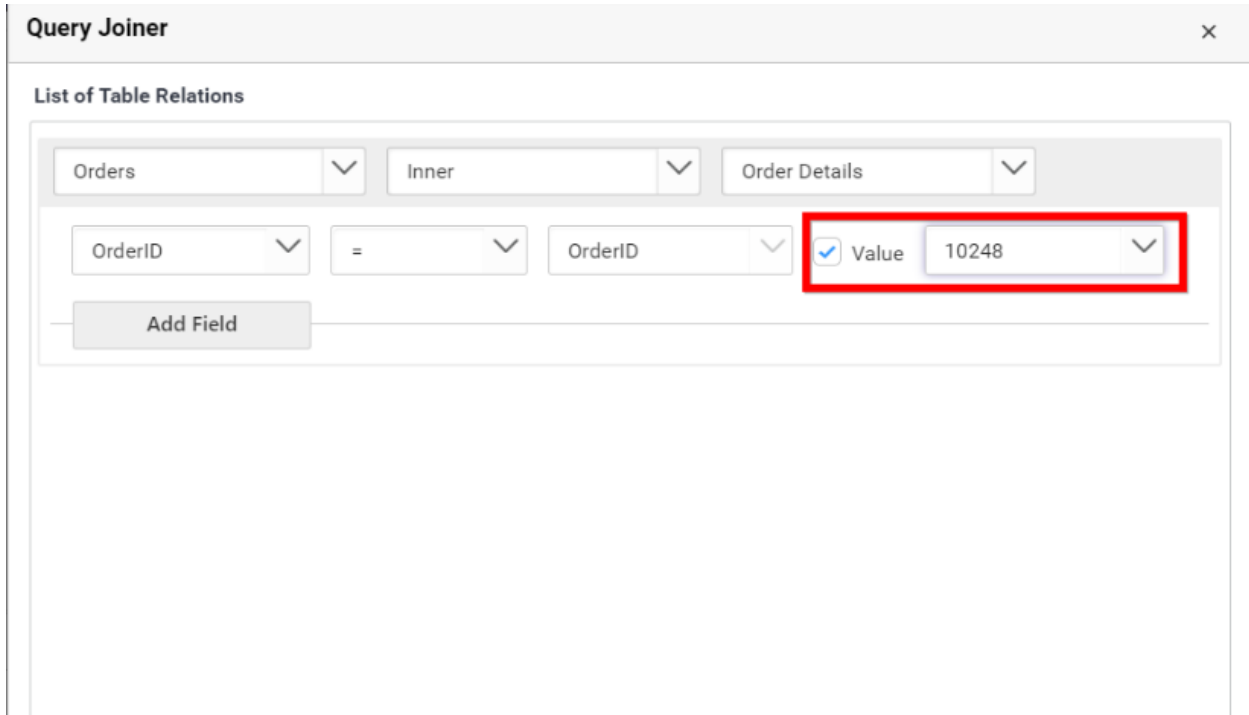 Query Joiner
List of Table Relations
Orders Inner Order Details
OrderID = OrderID Value 10248
Add Field